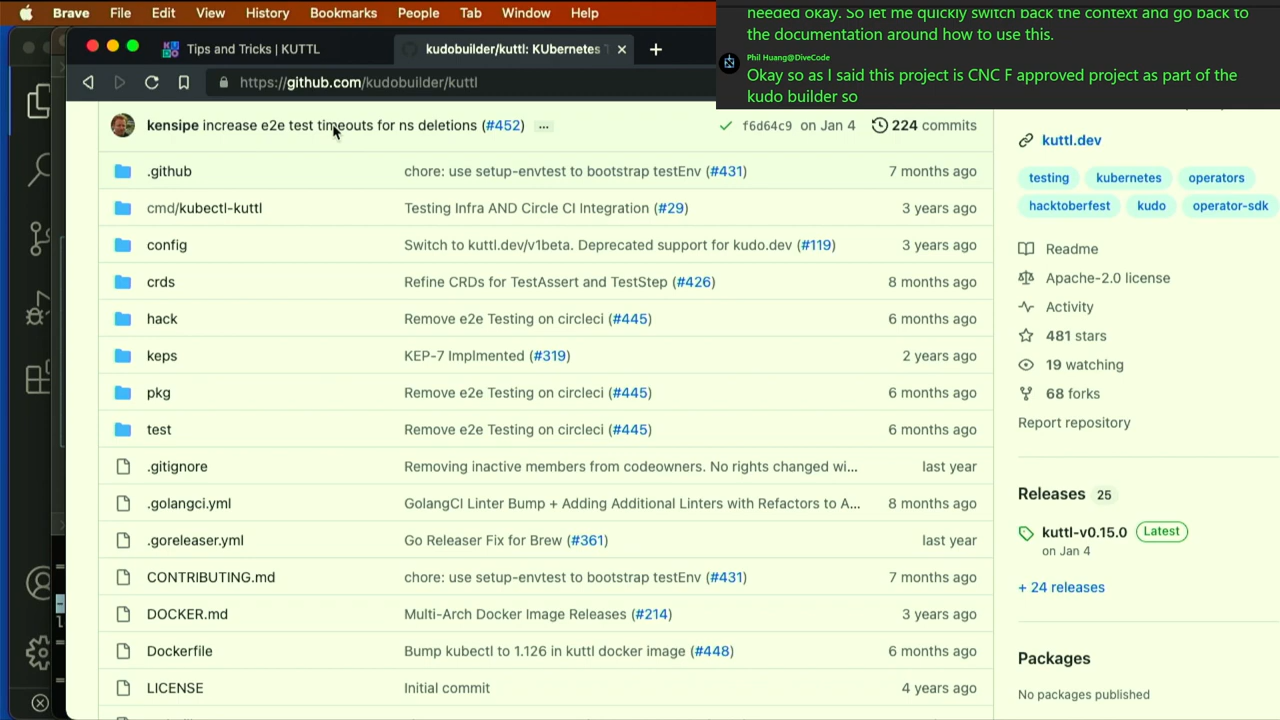 Brave File Edit View History Bookmarks People Tab Window Help
needed okay. So let me quickly switch back the context and go back to
the documentation around how to use this.
Phil Huang@DiveCode
Okay so as I said this project is CNC F approved project as part of the
kudo builder so
Tips and Tricks | KUTTL
kudobuilder/kuttl: KUbernetes T
https://github.com/kudobuilder/kuttl
kensipe increase e2e test timeouts for ns deletions (#452) ... f6d64c9 on Jan 4 224 commits
.github chore: use setup-envtest to bootstrap testEnv (#431) 7 months ago
cmd/kubectl-kuttl Testing Infra AND Circle CI Integration (#29) 3 years ago
config Switch to kuttl.dev/v1beta. Deprecated support for kudo.dev (#119) 3 years ago
crds Refine CRDs for TestAssert and TestStep (#426) 8 months ago
hack Remove e2e Testing on circleci (#445) 6 months ago
keps KEP-7 Implmented (#319) 2 years ago
pkg Remove e2e Testing on circleci (#445) 6 months ago
test Remove e2e Testing on circleci (#445) 6 months ago
.gitignore Removing inactive members from codeowners. No rights changed wi... last year
.golangci.yml GolangCI Linter Bump + Adding Additional Linters with Refactors to A... 8 months ago
.goreleaser.yml Go Releaser Fix for Brew (#361) last year
CONTRIBUTING.md chore: use setup-envtest to bootstrap testEnv (#431) 7 months ago
DOCKER.md Multi-Arch Docker Image Releases (#214) 3 years ago
Dockerfile Bump kubectl to 1.126 in kuttl docker image (#448) 6 months ago
LICENSE Initial commit 4 years ago
kuttl.dev
testing kubernetes operators
hacktoberfest kudo operator-sdk
Readme
Apache-2.0 license
Activity
481 stars
19 watching
68 forks
Report repository
Releases 25
kuttl-v0.15.0 Latest
on Jan 4
+ 24 releases
Packages
No packages published